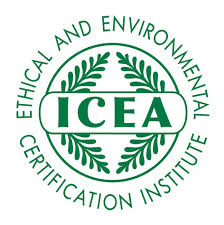 ETHICAL AND ENVIRONMENTAL
ICEA
CERTIFICATION INSTITUTE